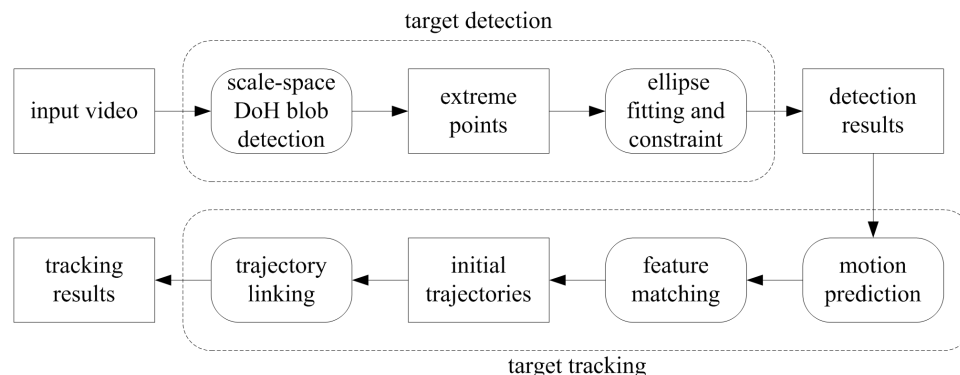 target detection
input video
scale-space
DoH blob
detection
extreme
points
ellipse
fitting and
constraint
detection
results
tracking
results
trajectory
linking
initial
trajectories
feature
matching
motion
prediction
target tracking